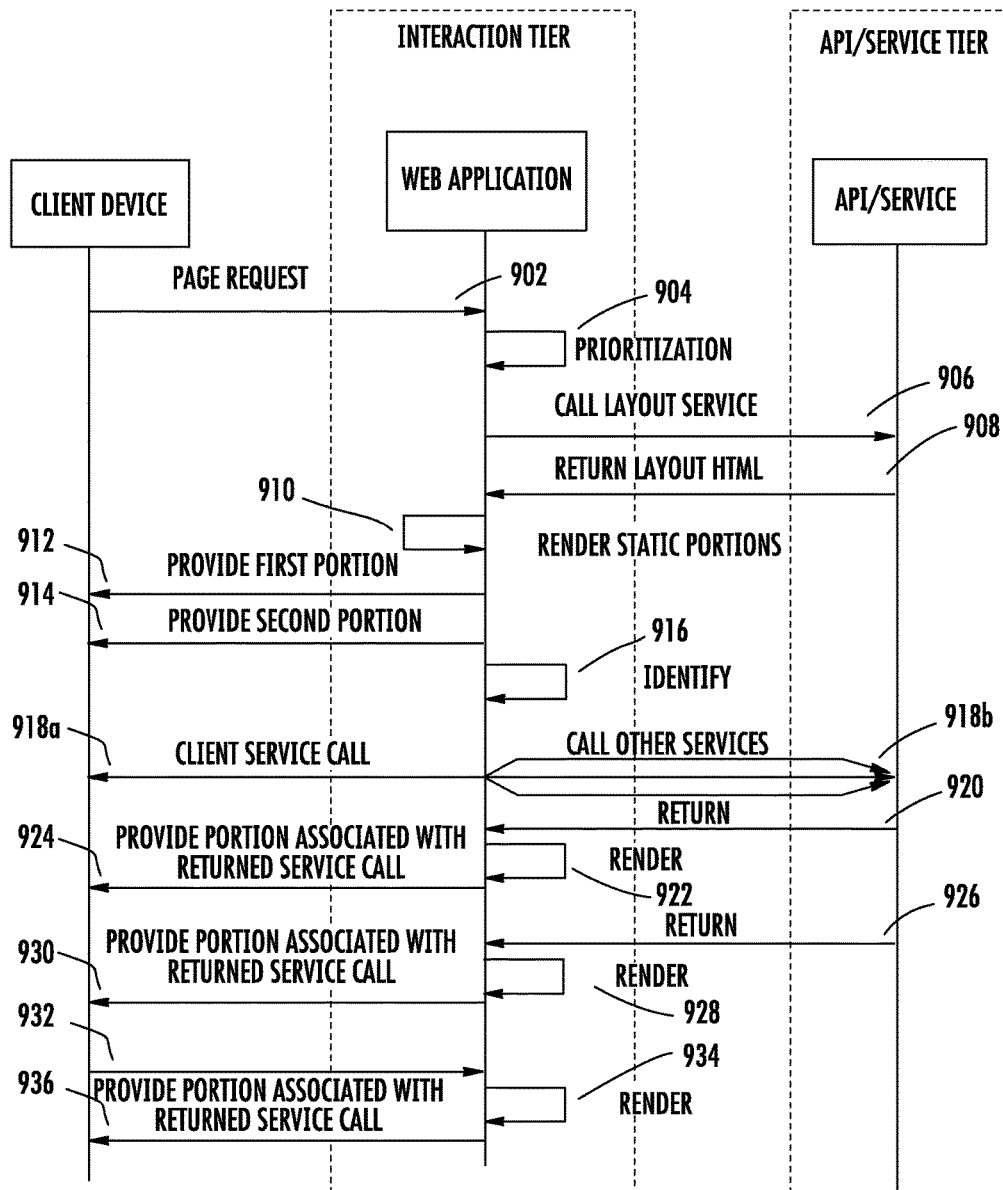 INTERACTION TIER
API/SERVICE TIER
CLIENT DEVICE
WEB APPLICATION
API/SERVICE
PAGE REQUEST
902
904
PRIORITIZATION
906
CALL LAYOUT SERVICE
908
RETURN LAYOUT HTML
910
912
RENDER STATIC PORTIONS
PROVIDE FIRST PORTION
914
PROVIDE SECOND PORTION
916
IDENTIFY
918a
CLIENT SERVICE CALL
CALL OTHER SERVICES
918b
920
RETURN
924
PROVIDE PORTION ASSOCIATED WITH
RETURNED SERVICE CALL
RENDER
922
926
RETURN
930
PROVIDE PORTION ASSOCIATED WITH
RETURNED SERVICE CALL
RENDER
928
932
934
936
PROVIDE PORTION ASSOCIATED WITH
RETURNED SERVICE CALL
RENDER